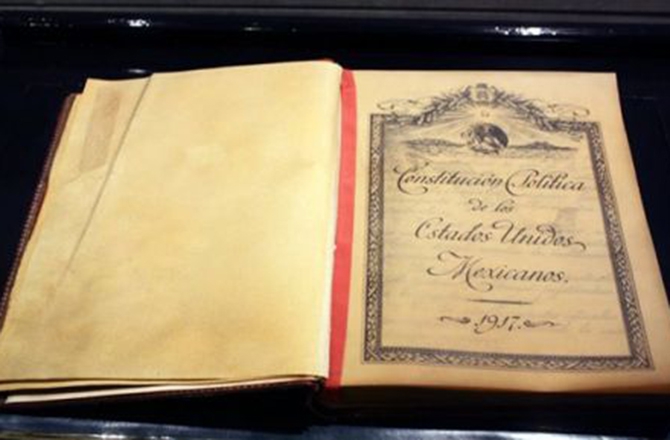 Constitución Política
de los
Estados Unidos
Mexicanos.
1917.